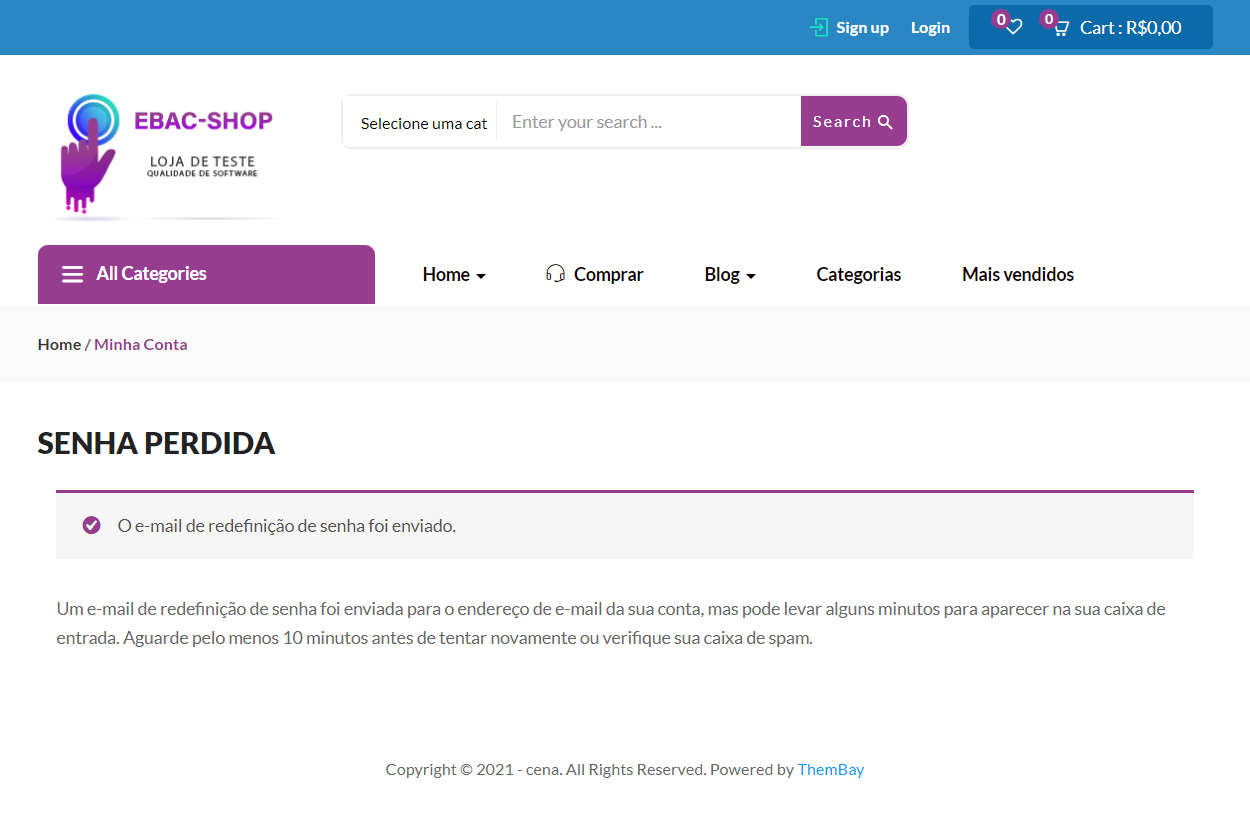 Sign up
Login
0
0
Cart : R$0,00
EBAC-SHOP
LOJA DE TESTE
QUALIDADE DE SOFTWARE
Selecione uma cat
Enter your search ...
Search
All Categories
Home
Comprar
Blog
Categorias
Mais vendidos
Home / Minha Conta
SENHA PERDIDA
O e-mail de redefinição de senha foi enviado.
Um e-mail de redefinição de senha foi enviada para o endereço de e-mail da sua conta, mas pode levar alguns minutos para aparecer na sua caixa de
entrada. Aguarde pelo menos 10 minutos antes de tentar novamente ou verifique sua caixa de spam.
Copyright © 2021 - cena. All Rights Reserved. Powered by ThemBay